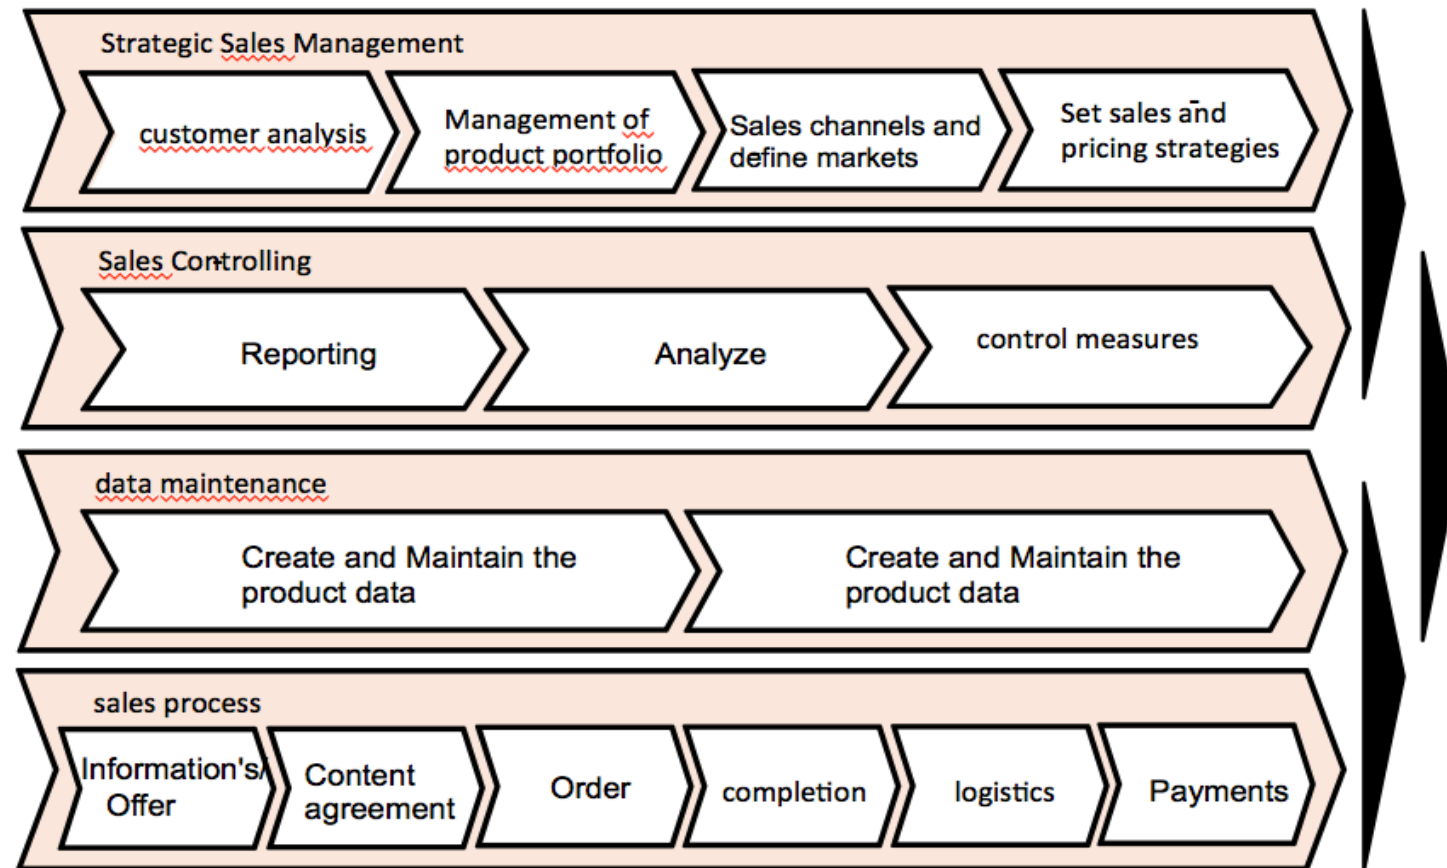 Strategic Sales Management
customer analysis
Management of
product portfolio
Sales channels and
define markets
Set sales and
pricing strategies
Sales Controlling
Reporting
Analyze
control measures
data maintenance
Create and Maintain the
product data
Create and Maintain the
product data
sales process
Information's/
Offer
Content
agreement
Order
completion
logistics
Payments